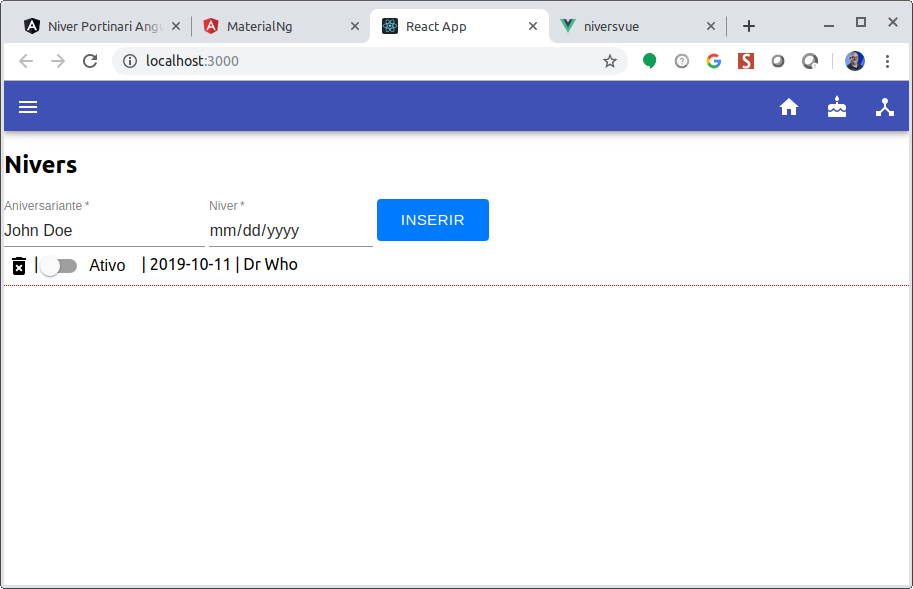 Niver Portinari Ang
MaterialNg
React App
niversvue
localhost:3000
Nivers
Aniversariante *
Niver *
John Doe
mm/dd/yyyy
INSERIR
| Ativo | 2019-10-11 | Dr Who